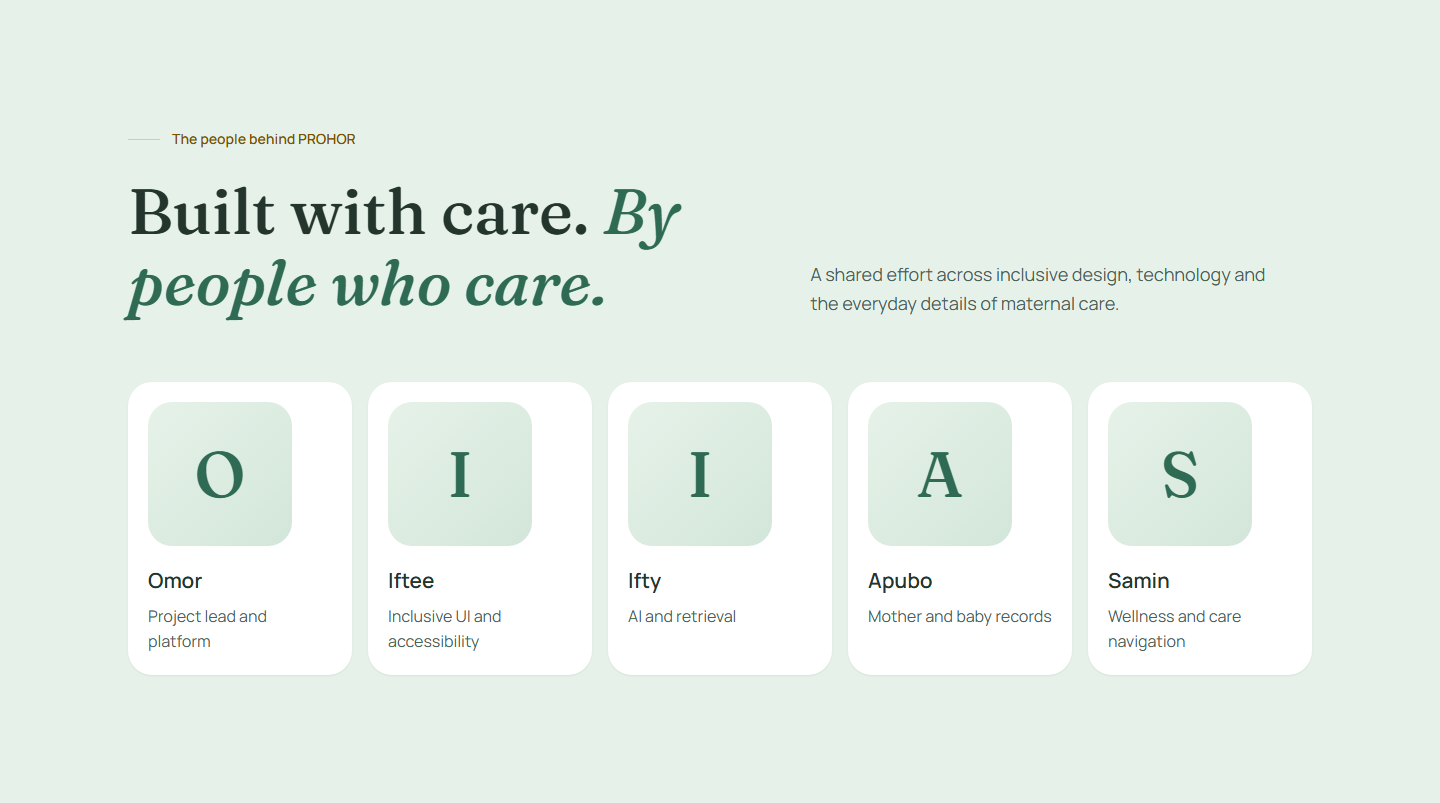 The people behind PROHOR
Built with care. By
people who care.
A shared effort across inclusive design, technology and
the everyday details of maternal care.
O
Omor
Project lead and
platform
I
Iftee
Inclusive UI and
accessibility
I
Ifty
AI and retrieval
A
Apubo
Mother and baby records
S
Samin
Wellness and care
navigation